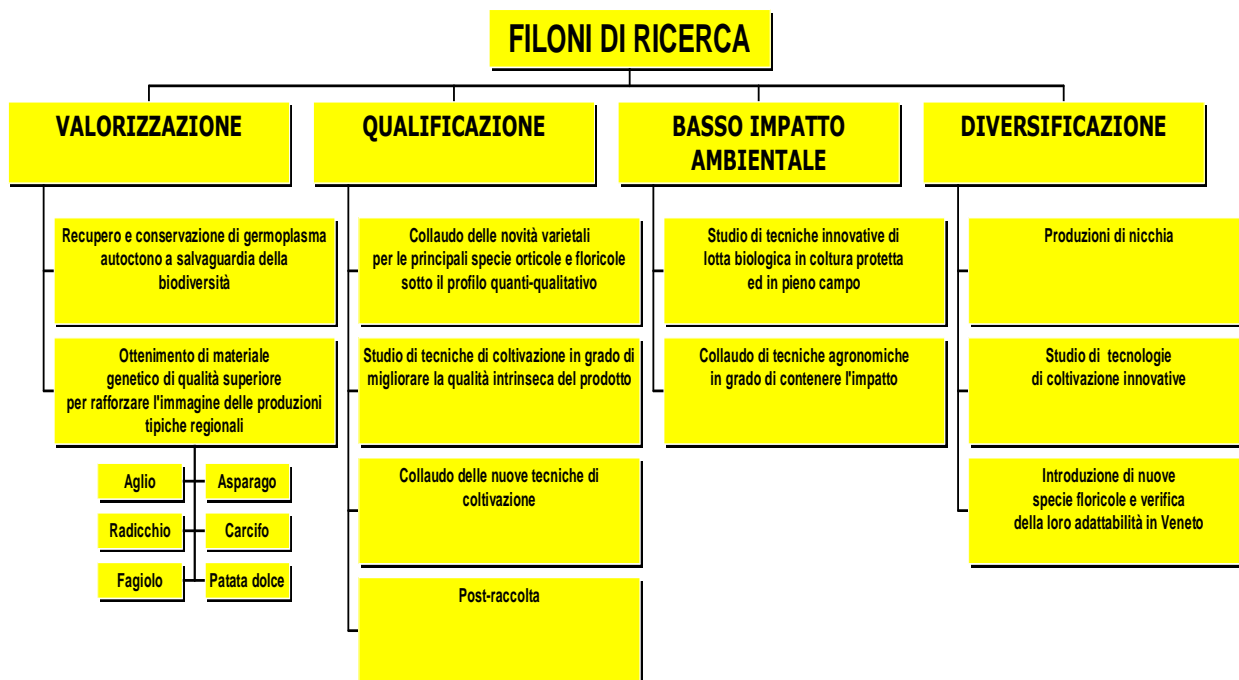 FILONI DI RICERCA
VALORIZZAZIONE
Recupero e conservazione di germoplasma
autoctono a salvaguardia della
biodiversità
Ottenimento di materiale
genetico di qualità superiore
per rafforzare l'immagine delle produzioni
tipiche regionali
Aglio
Asparago
Radicchio
Carcifo
Fagiolo
Patata dolce
QUALIFICAZIONE
Collaudo delle novità varietali
per le principali specie orticole e floricole
sotto il profilo quanti-qualitativo
Studio di tecniche di coltivazione in grado di
migliorare la qualità intrinseca del prodotto
Collaudo delle nuove tecniche di
coltivazione
Post-raccolta
BASSO IMPATTO
AMBIENTALE
Studio di tecniche innovative di
lotta biologica in coltura protetta
ed in pieno campo
Collaudo di tecniche agronomiche
in grado di contenere l'impatto
DIVERSIFICAZIONE
Produzioni di nicchia
Studio di tecnologie
di coltivazione innovative
Introduzione di nuove
specie floricole e verifica
della loro adattabilità in Veneto